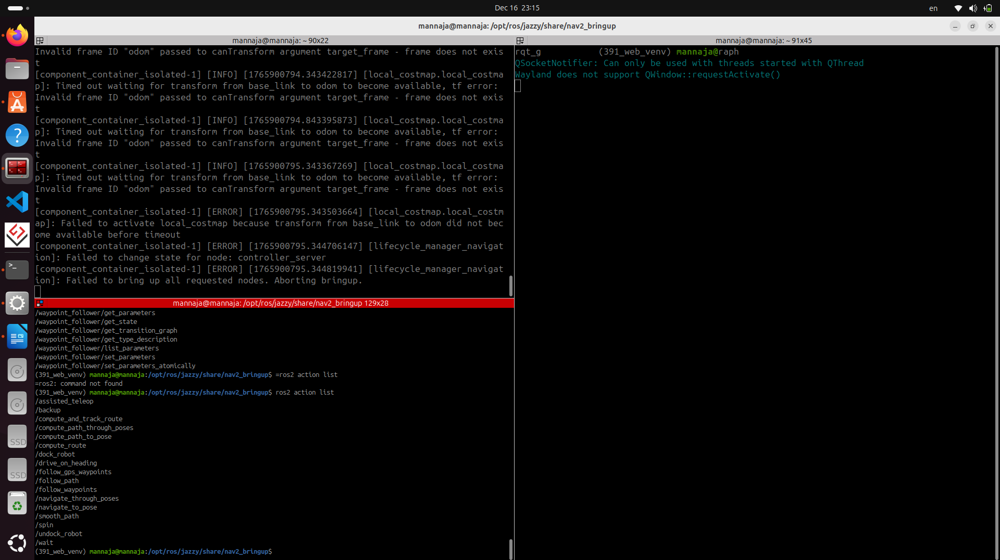 Dec 16 23:15
en
mannaja@mannaja: /opt/ros/jazzy/share/nav2_bringup
mannaja@mannaja: ~ 90x22
Invalid frame ID "odom" passed to canTransform argument target_frame - frame does not exis
t
[component_container_isolated-1] [INFO] [1765900794.343422817] [local_costmap.local_costma
p]: Timed out waiting for transform from base_link to odom to become available, tf error:
Invalid frame ID "odom" passed to canTransform argument target_frame - frame does not exis
t
[component_container_isolated-1] [INFO] [1765900794.843395873] [local_costmap.local_costma
p]: Timed out waiting for transform from base_link to odom to become available, tf error:
Invalid frame ID "odom" passed to canTransform argument target_frame - frame does not exis
t
[component_container_isolated-1] [INFO] [1765900795.343367269] [local_costmap.local_costma
p]: Timed out waiting for transform from base_link to odom to become available, tf error:
Invalid frame ID "odom" passed to canTransform argument target_frame - frame does not exis
t
[component_container_isolated-1] [ERROR] [1765900795.343503664] [local_costmap.local_costm
ap]: Failed to activate local_costmap because transform from base_link to odom did not bec
ome available before timeout
[component_container_isolated-1] [ERROR] [1765900795.344706147] [lifecycle_manager_navigat
ion]: Failed to change state for node: controller_server
[component_container_isolated-1] [ERROR] [1765900795.344819941] [lifecycle_manager_navigat
ion]: Failed to bring up all requested nodes. Aborting bringup.
mannaja@mannaja: /opt/ros/jazzy/share/nav2_bringup 129x28
/waypoint_follower/get_parameters
/waypoint_follower/get_state
/waypoint_follower/get_transition_graph
/waypoint_follower/get_type_description
/waypoint_follower/list_parameters
/waypoint_follower/set_parameters
/waypoint_follower/set_parameters_atomically
(391_web_venv) mannaja@mannaja:/opt/ros/jazzy/share/nav2_bringup$ =ros2 action list
=ros2: command not found
(391_web_venv) mannaja@mannaja:/opt/ros/jazzy/share/nav2_bringup$ ros2 action list
/assisted_teleop
/backup
/compute_and_track_route
/compute_path_through_poses
/compute_path_to_pose
/compute_route
/dock_robot
/drive_on_heading
/follow_gps_waypoints
/follow_path
/follow_waypoints
/navigate_through_poses
/navigate_to_pose
/smooth_path
/spin
/undock_robot
/wait
(391_web_venv) mannaja@mannaja:/opt/ros/jazzy/share/nav2_bringup$
mannaja@mannaja: ~ 91x45
rqt_g (391_web_venv) mannaja@raph
QSocketNotifier: Can only be used with threads started with QThread
Wayland does not support QWindow::requestActivate()
SSD
SSD